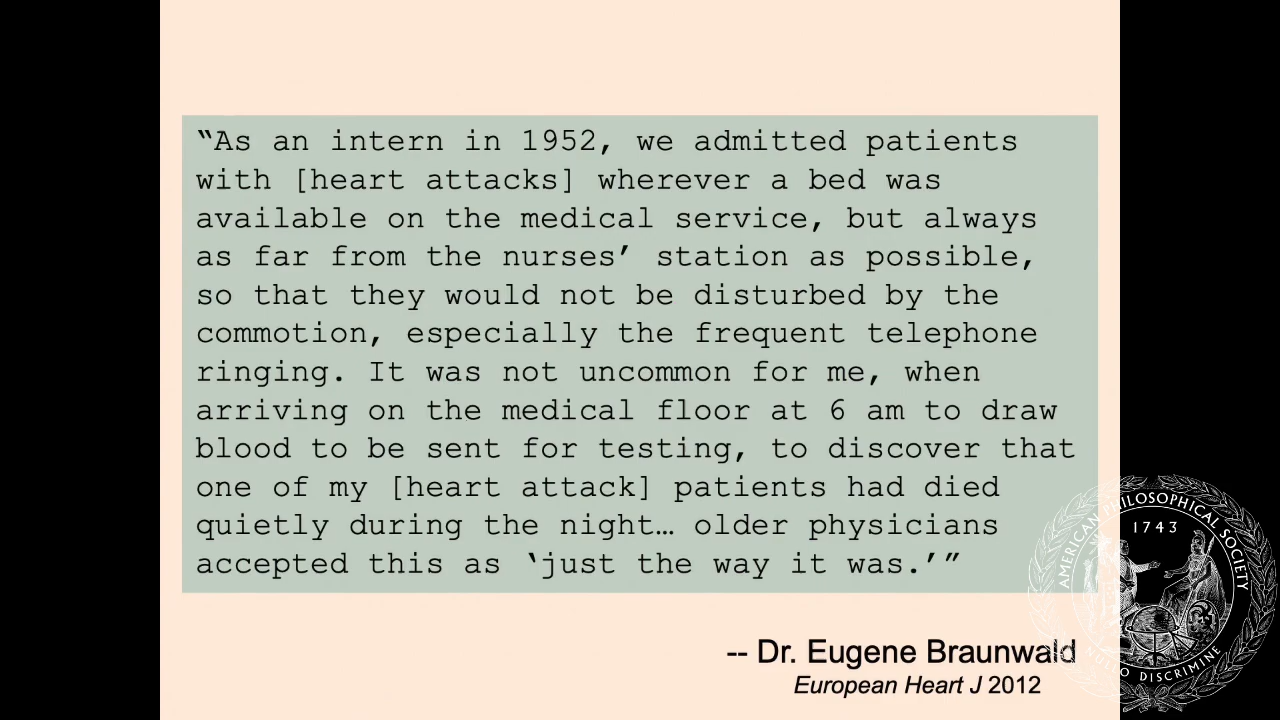 “As an intern in 1952, we admitted patients
with [heart attacks] wherever a bed was
available on the medical service, but always
as far from the nurses’ station as possible,
so that they would not be disturbed by the
commotion, especially the frequent telephone
ringing. It was not uncommon for me, when
arriving on the medical floor at 6 am to draw
blood to be sent for testing, to discover that
one of my [heart attack] patients had died
quietly during the night… older physicians
accepted this as ‘just the way it was.’”
-- Dr. Eugene Braunwald
European Heart J 2012
AMERICAN PHILOSOPHICAL SOCIETY
1743
NULLO DISCRIMINE